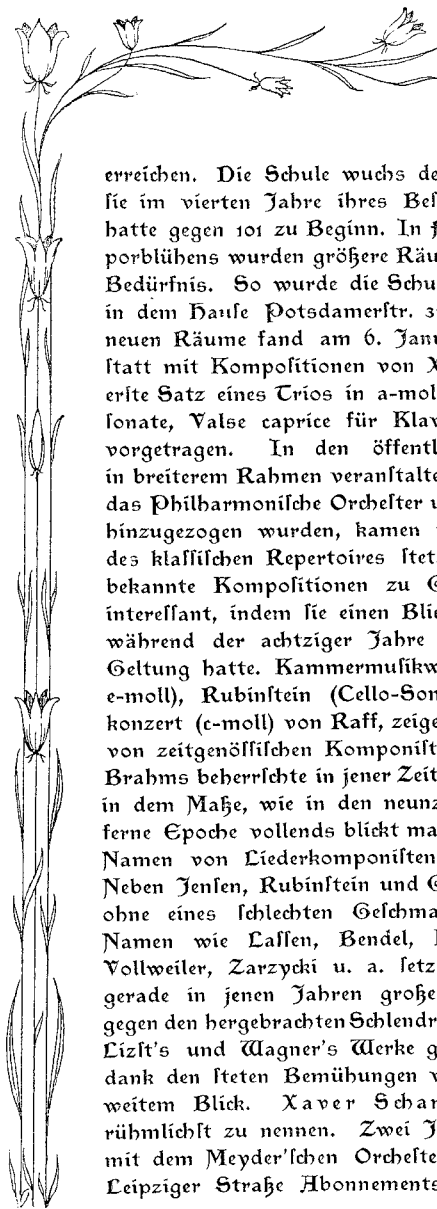 erreichen. Die Schule wuchs de
sie im vierten Jahre ihres Bes
hatte gegen 101 zu Beginn. In
porblühens wurden größere Räu
Bedürfnis. So wurde die Schu
in dem Hause Potsdamerstr. 3
neuen Räume fand am 6. Janu
statt mit Kompositionen von X
erste Satz eines Trios in a-mol
sonate, Valse caprice für Klav
vorgetragen. In den öffentl
in breiterem Rahmen veranstalte
das Philharmonische Orchester u
hinzugezogen wurden, kamen
des klassischen Repertoires stet
bekannte Kompositionen zu G
interessant, indem sie einen Blic
während der achtziger Jahre
Geltung hatte. Kammermusikw
e-moll), Rubinstein (Cello-Son
konzert (c-moll) von Raff, zeige
von zeitgenössischen Komponist
Brahms beherrschte in jener Zeit
in dem Maße, wie in den neunz
ferne Epoche vollends blickt ma
Namen von Liederkomponisten
Neben Jensen, Rubinstein und G
ohne eines schlechten Geschma
Namen wie Lassen, Bendel,
Vollweiler, Zarzycki u. a. setz
gerade in jenen Jahren große
gegen den hergebrachten Schlendr
Lizst's und Wagner's Werke g
dank den steten Bemühungen v
weitem Blick. Xaver Schar
rühmlichst zu nennen. Zwei J
mit dem Meyder'schen Orcheste
Leipziger Straße Abonnements